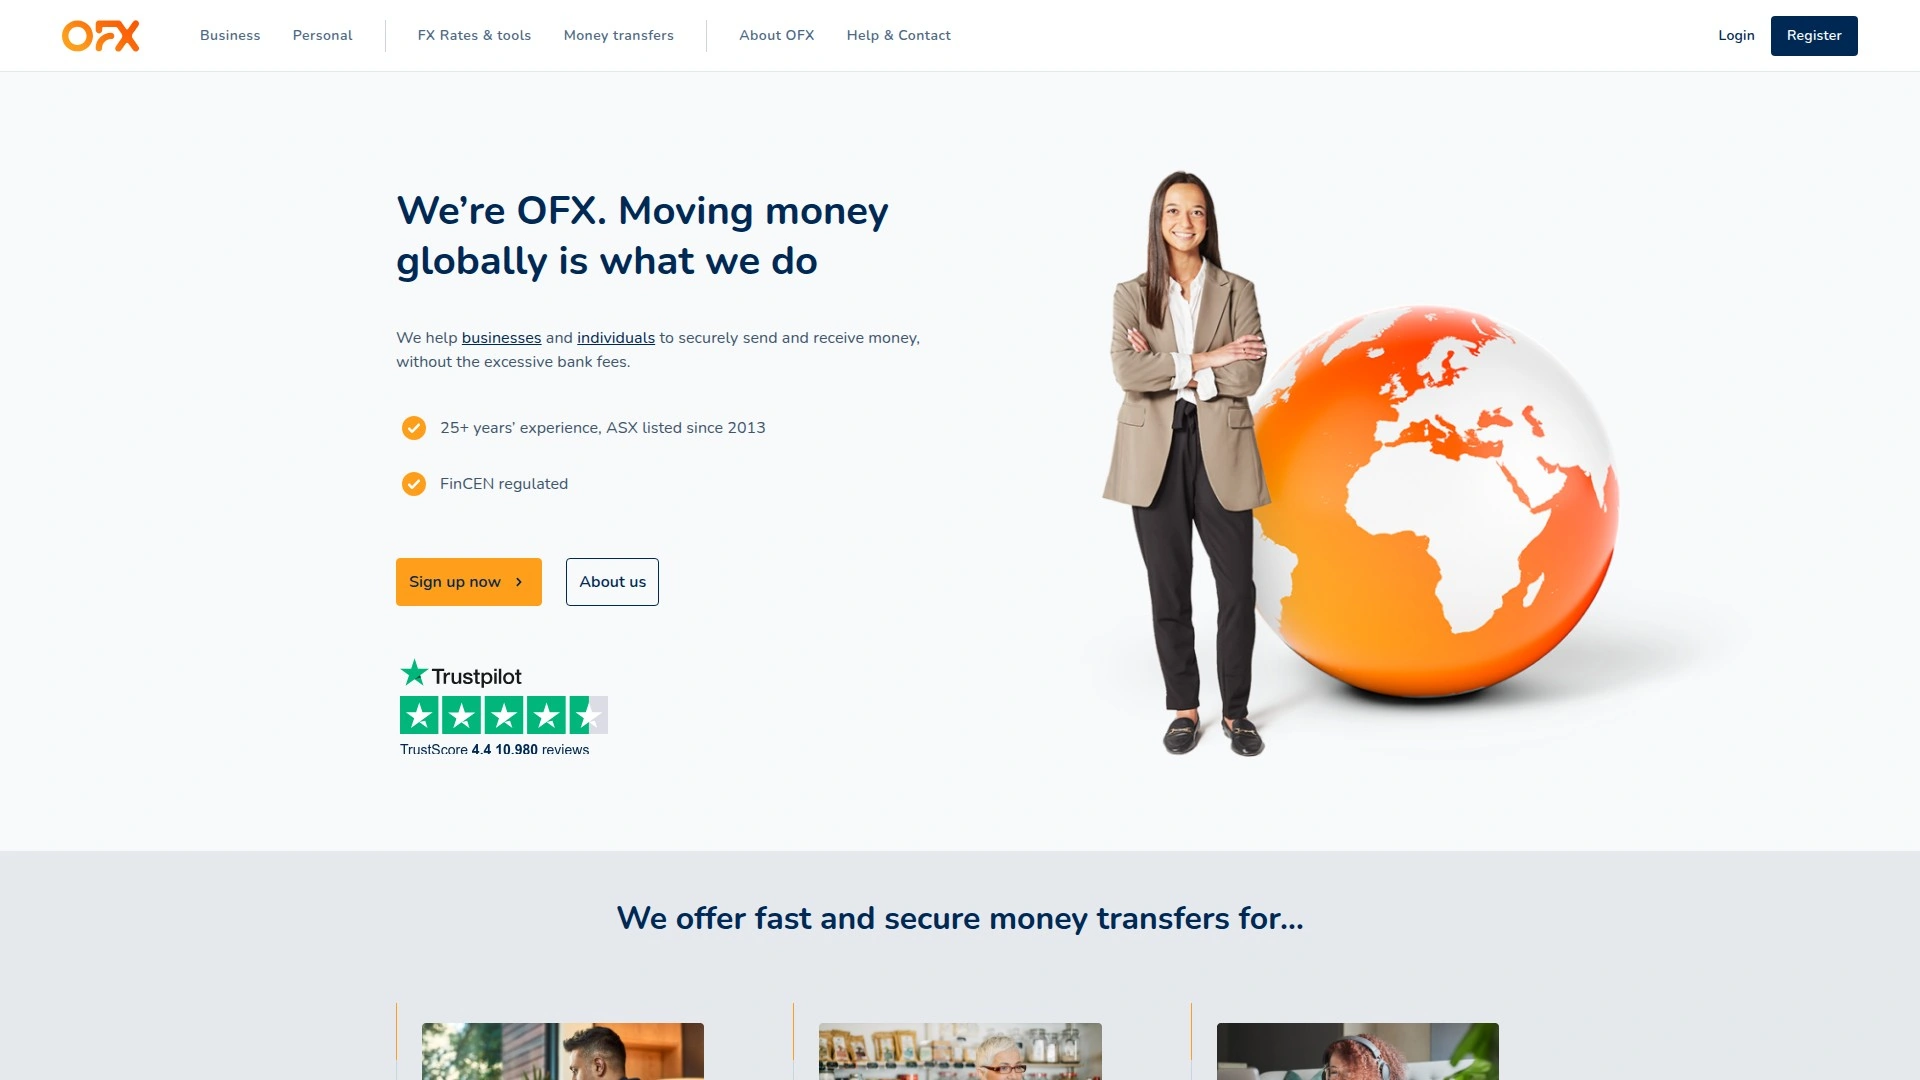 OFX
Business
Personal
FX Rates & tools
Money transfers
About OFX
Help & Contact
Login
Register
We’re OFX. Moving money
globally is what we do
We help businesses and individuals to securely send and receive money,
without the excessive bank fees.
25+ years’ experience, ASX listed since 2013
FinCEN regulated
Sign up now
About us
Trustpilot
TrustScore 4.4 10,980 reviews
We offer fast and secure money transfers for...